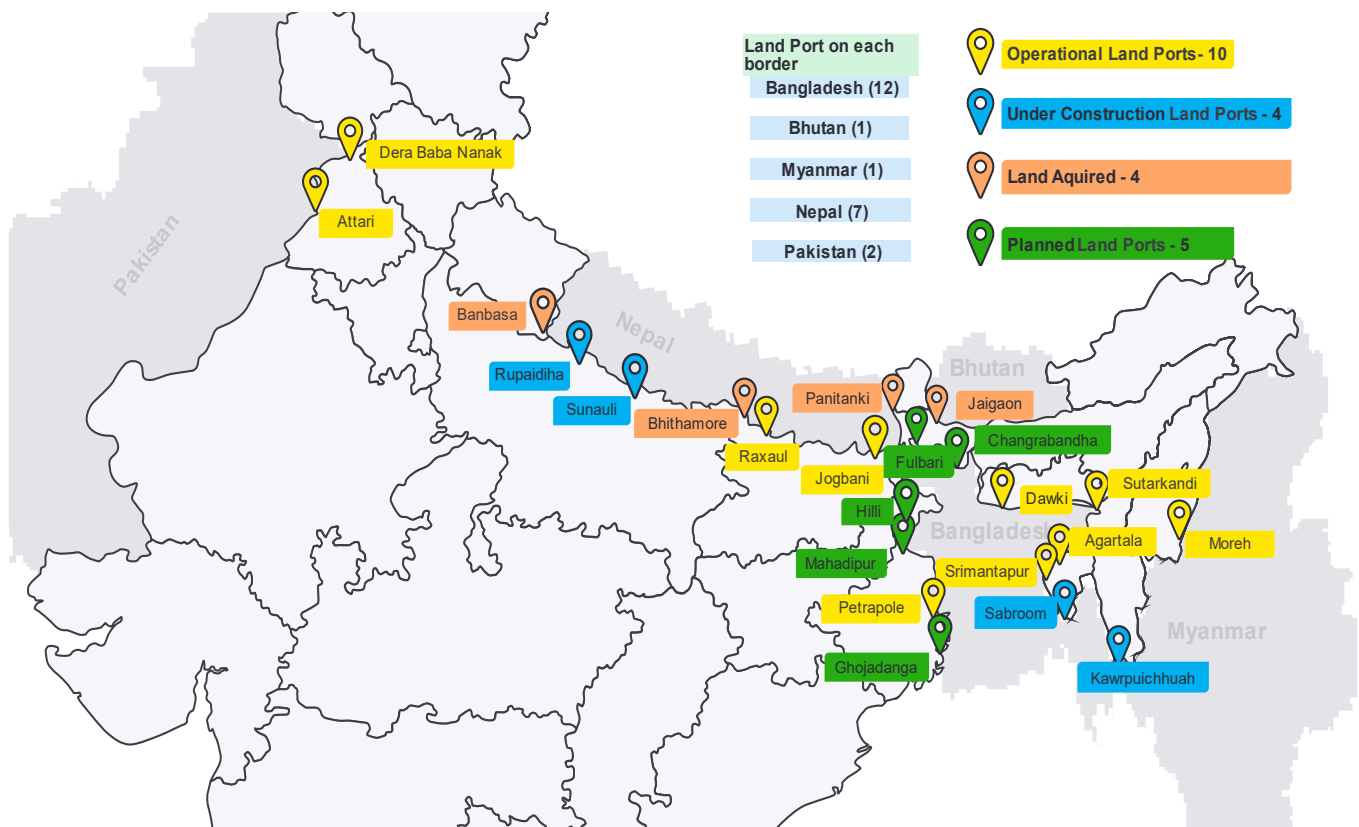 Land Port on each
border
Bangladesh (12)
Bhutan (1)
Myanmar (1)
Nepal (7)
Pakistan (2)
Operational Land Ports- 10
Under Construction Land Ports - 4
Land Aquired - 4
Planned Land Ports - 5
Dera Baba Nanak
Attari
Pakistan
Banbasa
Nepal
Rupaidiha
Sunauli
Bhithamore
Raxaul
Panitanki
Bhutan
Jaigaon
Jogbani
Fulbari
Changrabandha
Hilli
Dawki
Sutarkandi
Mahadipur
Bangladesh
Agartala
Moreh
Srimantapur
Petrapole
Sabroom
Myanmar
Ghojadanga
Kawrpuichhuah